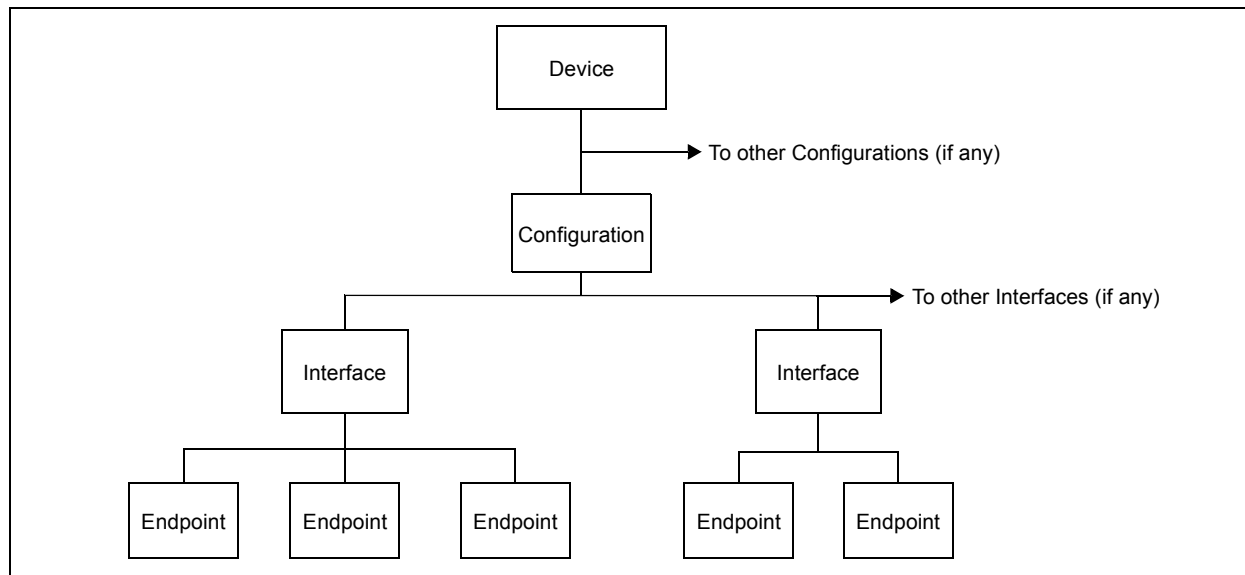 Device
To other Configurations (if any)
Configuration
To other Interfaces (if any)
Interface
Interface
Endpoint
Endpoint
Endpoint
Endpoint
Endpoint